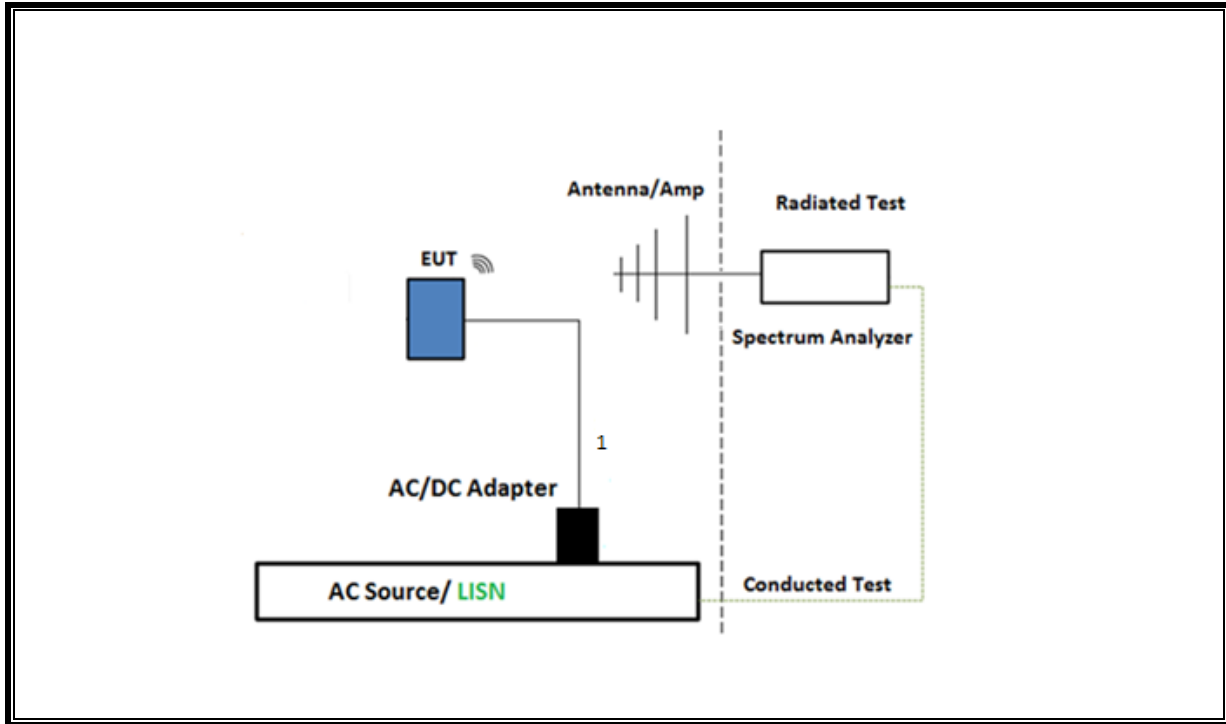 Antenna/Amp
Radiated Test
EUT
Spectrum Analyzer
1
AC/DC Adapter
AC Source/ LISN
Conducted Test